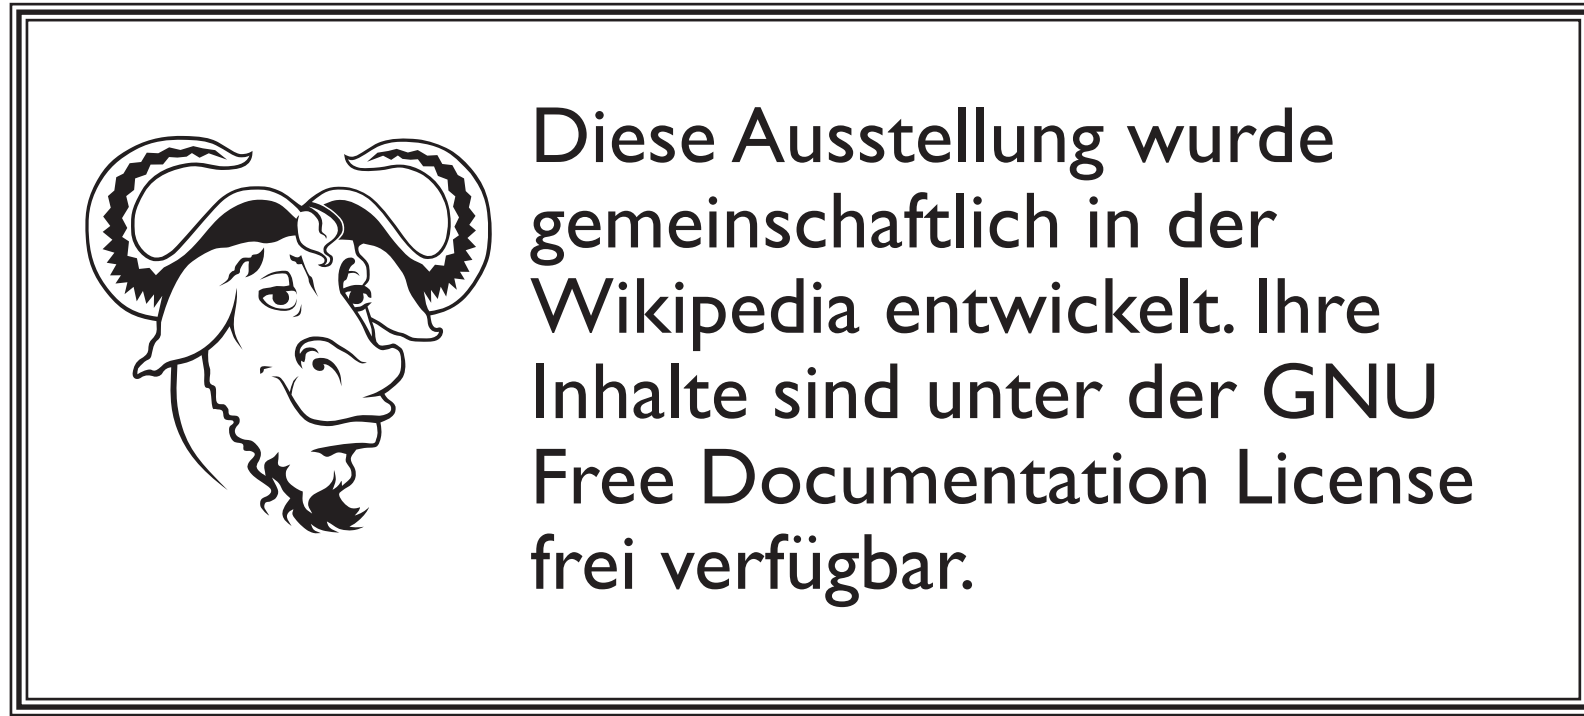 Diese Ausstellung wurde
gemeinschaftlich in der
Wikipedia entwickelt. Ihre
Inhalte sind unter der GNU
Free Documentation License
frei verfügbar.